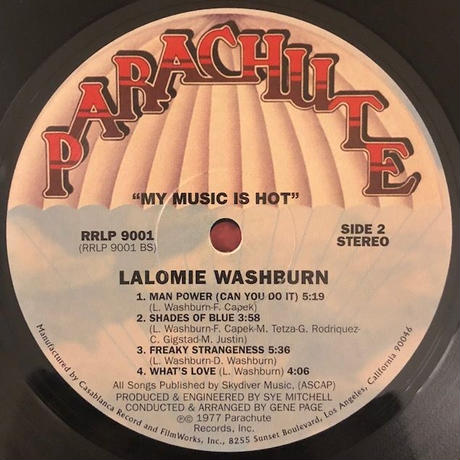 PARACHUTE
"MY MUSIC IS HOT"
RRLP 9001
(RRLP 9001 BS)
SIDE 2
STEREO
LALOMIE WASHBURN
1. MAN POWER (CAN YOU DO IT) 5:19
(L. Washburn-F. Capek)
2. SHADES OF BLUE 3:58
(L. Washburn-F. Capek-M. Tetza-G. Rodriquez-
C. Gigstad-M. Justin)
3. FREAKY STRANGENESS 5:36
(L. Washburn-D. Washburn)
4. WHAT'S LOVE (L. Washburn) 4:06
All Songs Published by Skydiver Music, (ASCAP)
PRODUCED & ENGINEERED BY SYE MITCHELL
CONDUCTED & ARRANGED BY GENE PAGE
℗ © 1977 Parachute
Records, Inc.
Manufactured by Casablanca Record and FilmWorks, Inc., 8255 Sunset Boulevard, Los Angeles, California 90046